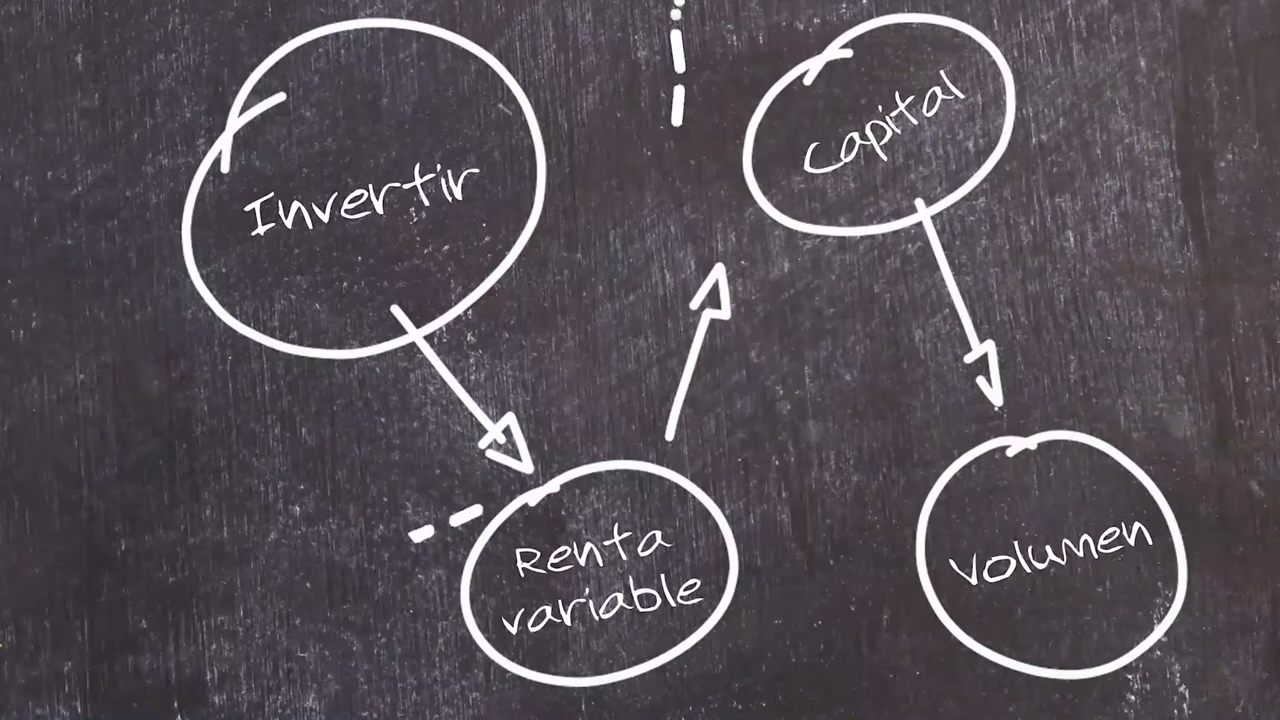 Invertir
Capital
Renta
variable
Volumen